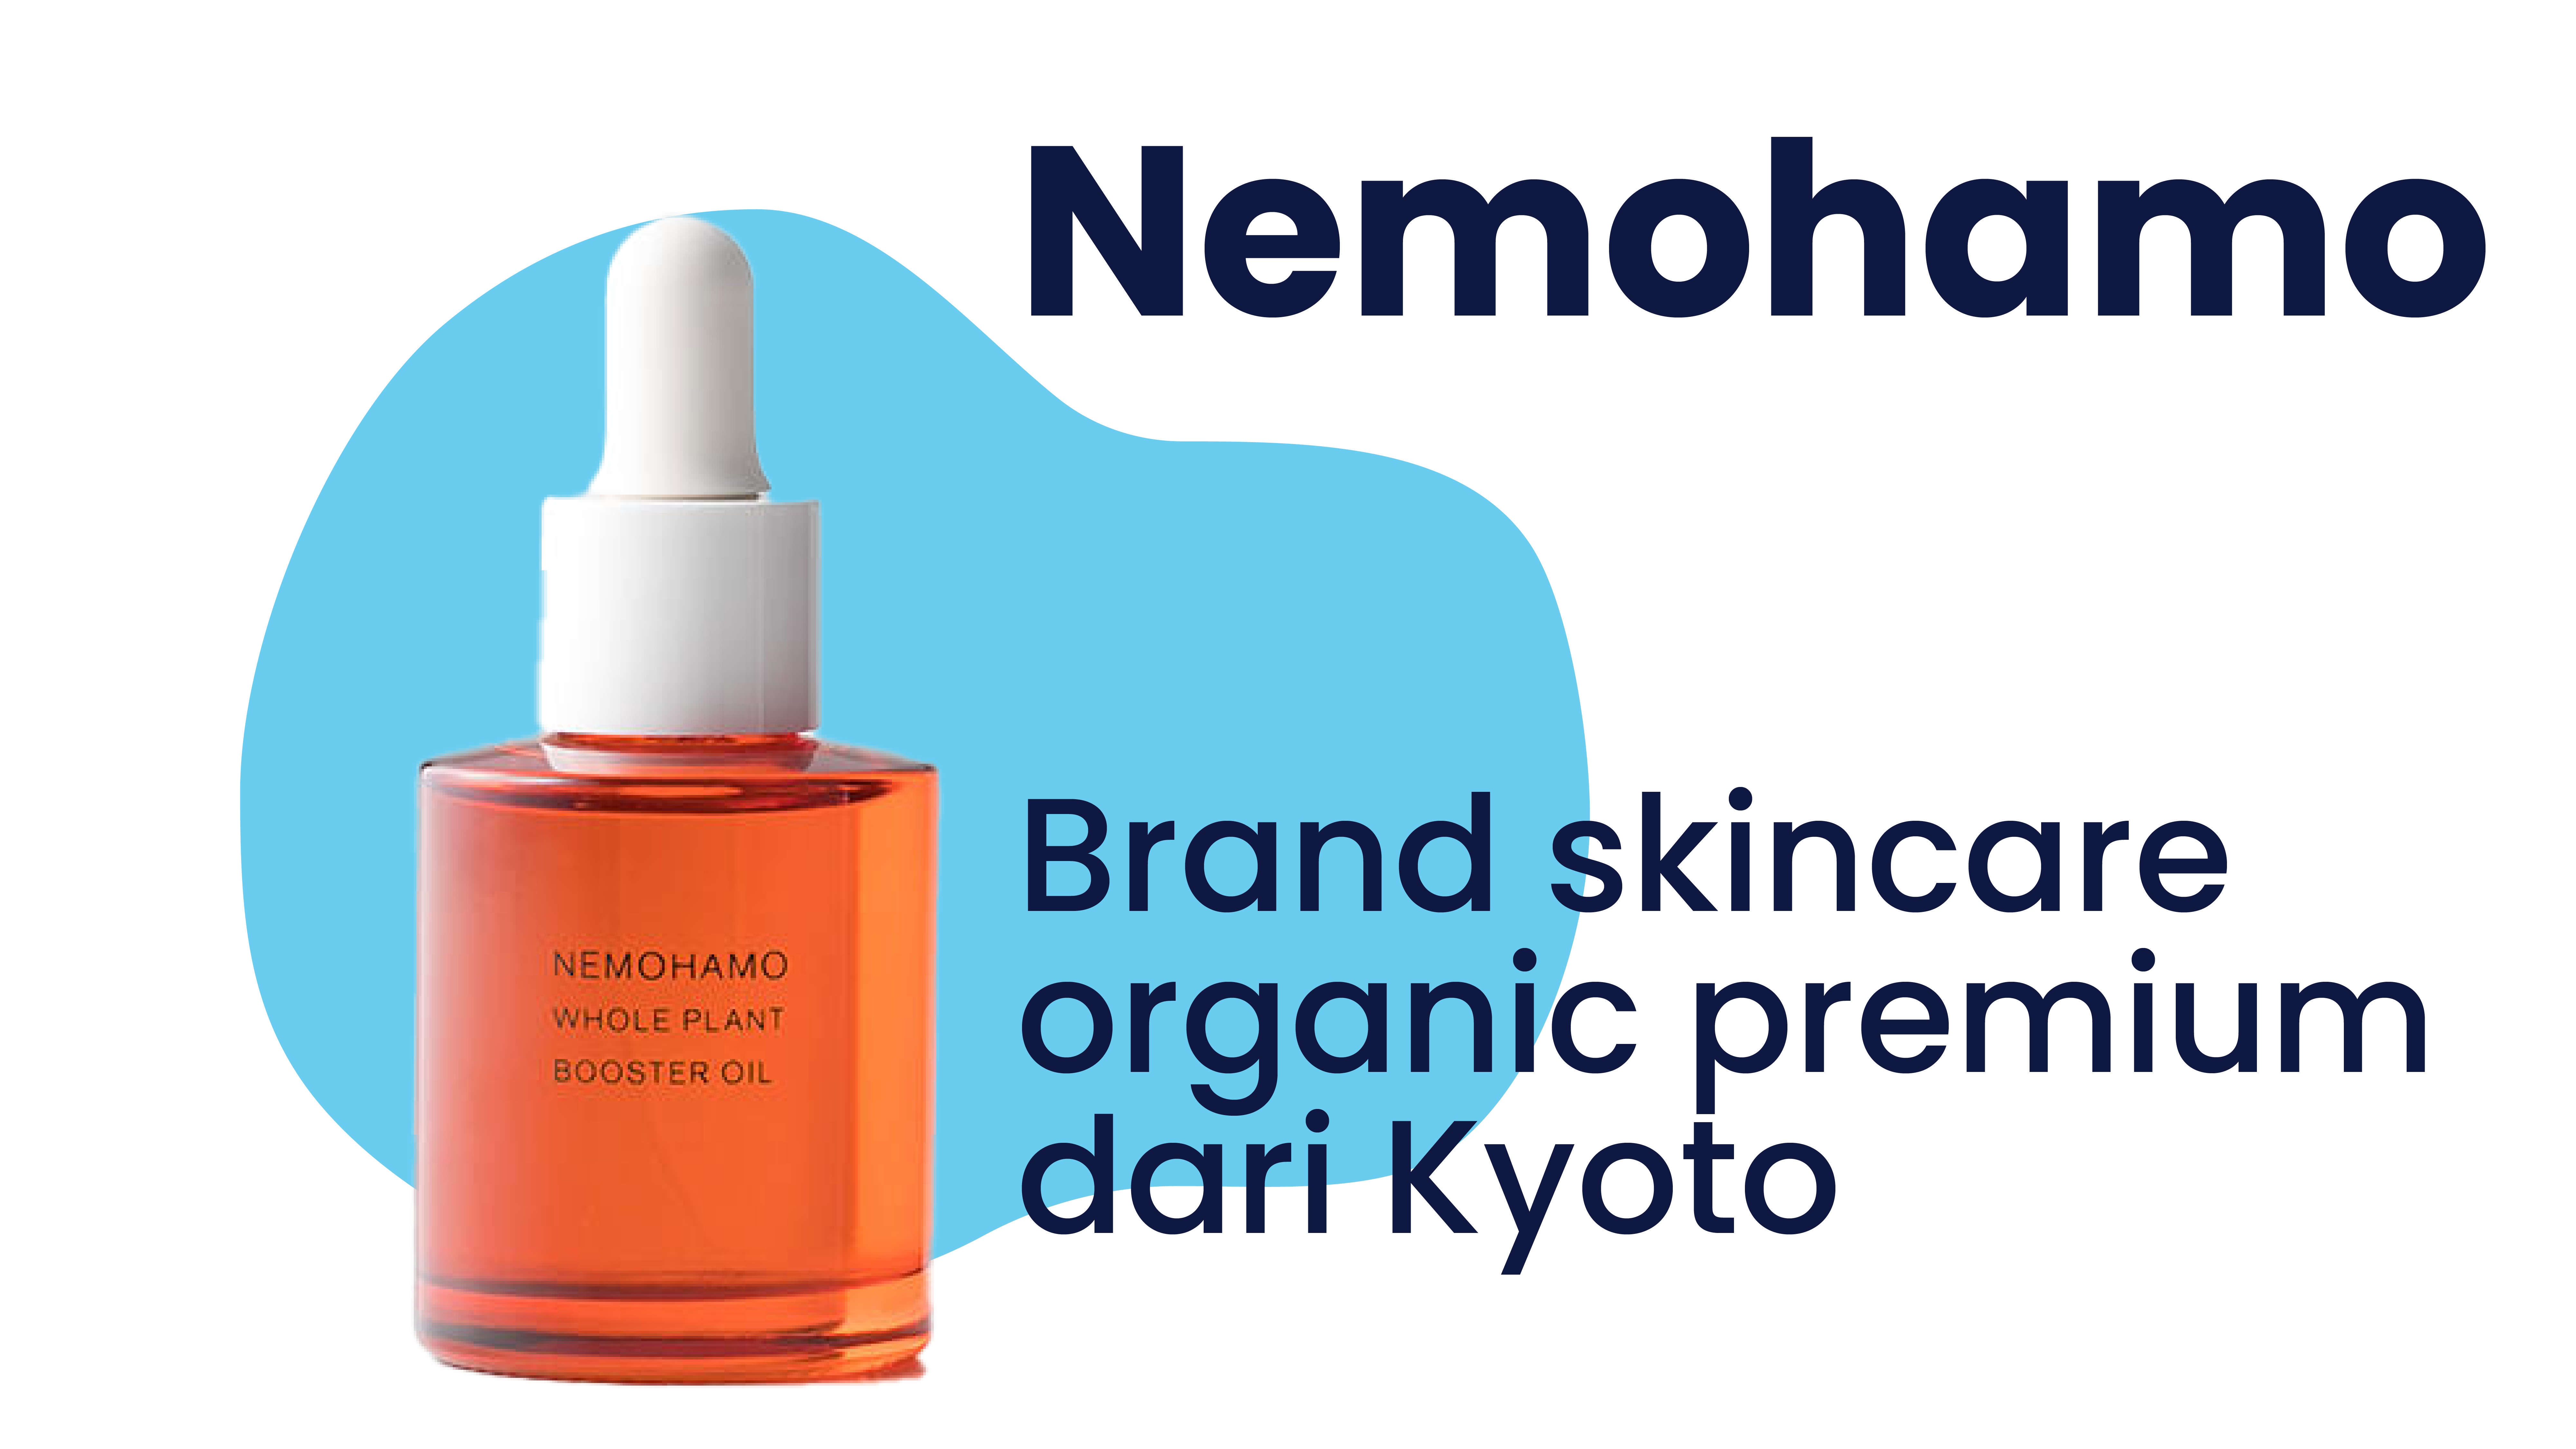 Nemohamo
NEMOHAMO
WHOLE PLANT
BOOSTER OIL
Brand skincare
organic premium
dari Kyoto